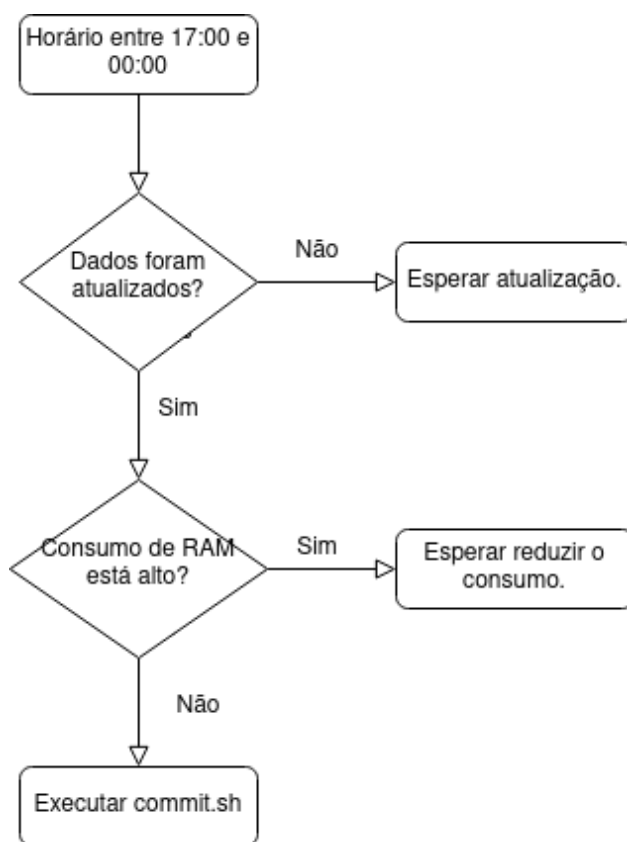 Horário entre 17:00 e
00:00
Dados foram
atualizados?
Não
Esperar atualização.
Sim
Consumo de RAM
está alto?
Sim
Esperar reduzir o
consumo.
Não
Executar commit.sh